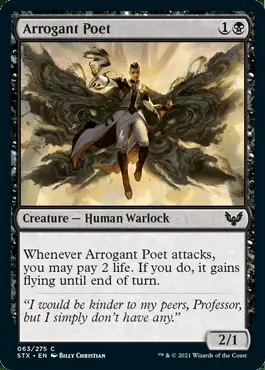 Arrogant Poet 1
Creature — Human Warlock
Whenever Arrogant Poet attacks,
you may pay 2 life. If you do, it gains
flying until end of turn.
“I would be kinder to my peers, Professor,
but I simply don’t have any.”
2/1
063/275 C
STX • EN BILLY CHRISTIAN
™ & © 2021 Wizards of the Coast